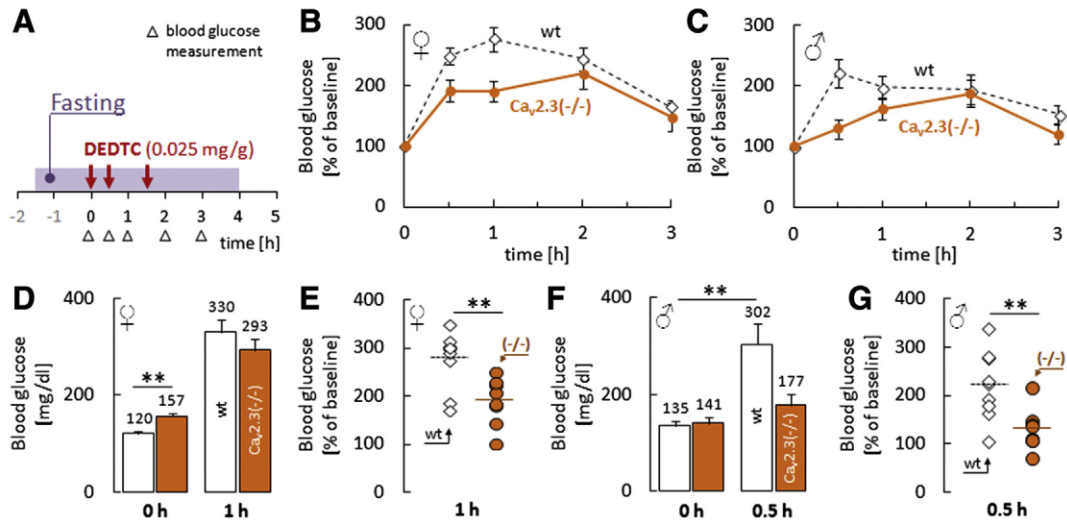 A
△ blood glucose
measurement
Fasting
DEDTC (0.025 mg/g)
-2 -1 0 1 2 3 4 5
time [h]
B
♀
wt
Cav2.3(-/-)
Blood glucose
[% of baseline]
300
200
100
0
0 1 2 3
time [h]
C
♂
wt
Cav2.3(-/-)
Blood glucose
[% of baseline]
300
200
100
0
0 1 2 3
time [h]
D
♀
Blood glucose
[mg/dl]
400
200
0
**
120 157
330 293
wt
Cav2.3(-/-)
0 h 1 h
E
♀
Blood glucose
[% of baseline]
400
300
200
100
0
**
(-/-)
wt
1 h
F
♂
Blood glucose
[mg/dl]
400
200
0
**
135 141
302
177
wt
Cav2.3(-/-)
0 h 0.5 h
G
♂
Blood glucose
[% of baseline]
400
300
200
100
0
**
(-/-)
wt
0.5 h